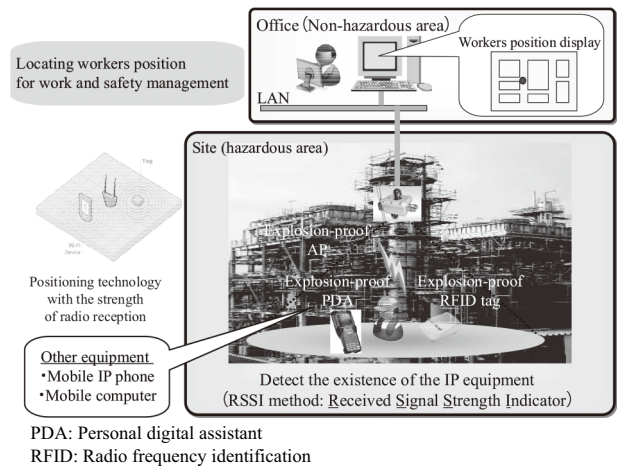 Office (Non-hazardous area)
Workers position display
Locating workers position
for work and safety management
LAN
Site (hazardous area)
Tag
Wi-Fi
Device
Explosion-proof
AP
Positioning technology
with the strength
of radio reception
Explosion-proof
PDA
Explosion-proof
RFID tag
Other equipment
•Mobile IP phone
•Mobile computer
Detect the existence of the IP equipment
(RSSI method: Received Signal Strength Indicator)
PDA: Personal digital assistant
RFID: Radio frequency identification